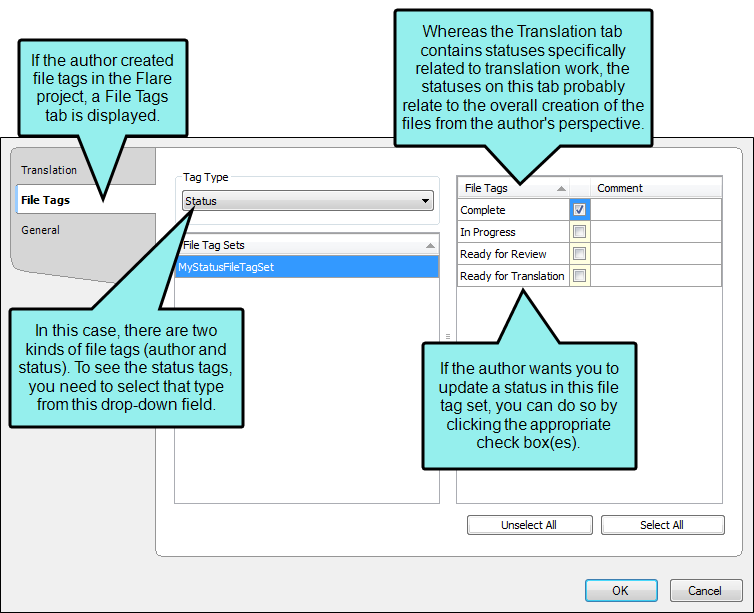 If the author created
file tags in the Flare
project, a File Tags
tab is displayed.
Whereas the Translation tab
contains statuses specifically
related to translation work, the
statuses on this tab probably
relate to the overall creation of the
files from the author's perspective.
Translation
File Tags
General
Tag Type
Status
File Tag Sets
MyStatusFileTagSet
File Tags
Comment
Complete
In Progress
Ready for Review
Ready for Translation
In this case, there are two
kinds of file tags (author and
status). To see the status tags,
you need to select that type
from this drop-down field.
If the author wants you to
update a status in this file
tag set, you can do so by
clicking the appropriate
check box(es).
Unselect All
Select All
OK
Cancel